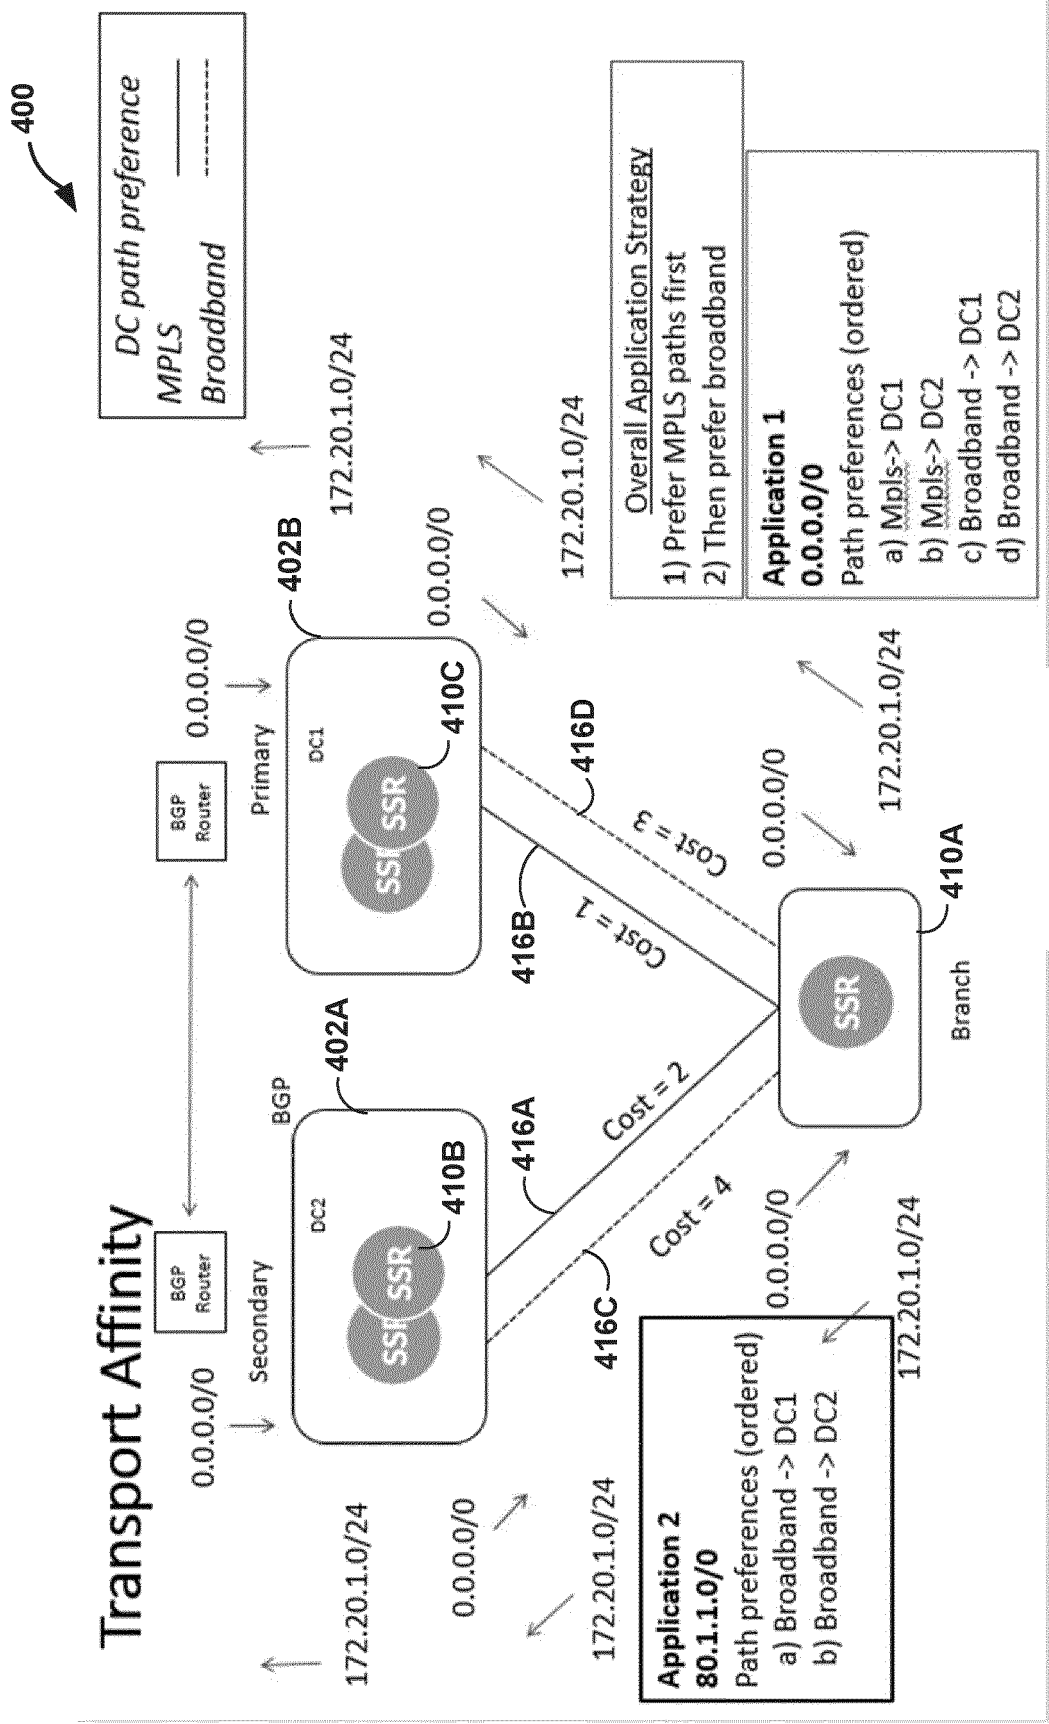 400
Transport Affinity
DC path preference
MPLS
Broadband
BGP
Router
BGP
Router
0.0.0.0/0
Secondary
Primary
0.0.0.0/0
BGP
402A
402B
172.20.1.0/24
172.20.1.0/24
DC2
DC1
SSR
SSR
410B
SSR
SSR
410C
0.0.0.0/0
0.0.0.0/0
172.20.1.0/24
172.20.1.0/24
416A
416B
416C
416D
Cost = 4
Cost = 2
Cost = 1
Cost = 3
Overall Application Strategy
1) Prefer MPLS paths first
2) Then prefer broadband
Application 2
80.1.1.0/0
Path preferences (ordered)
a) Broadband -> DC1
b) Broadband -> DC2
0.0.0.0/0
172.20.1.0/24
0.0.0.0/0
172.20.1.0/24
SSR
410A
Branch
Application 1
0.0.0.0/0
Path preferences (ordered)
a) Mpls-> DC1
b) Mpls-> DC2
c) Broadband -> DC1
d) Broadband -> DC2